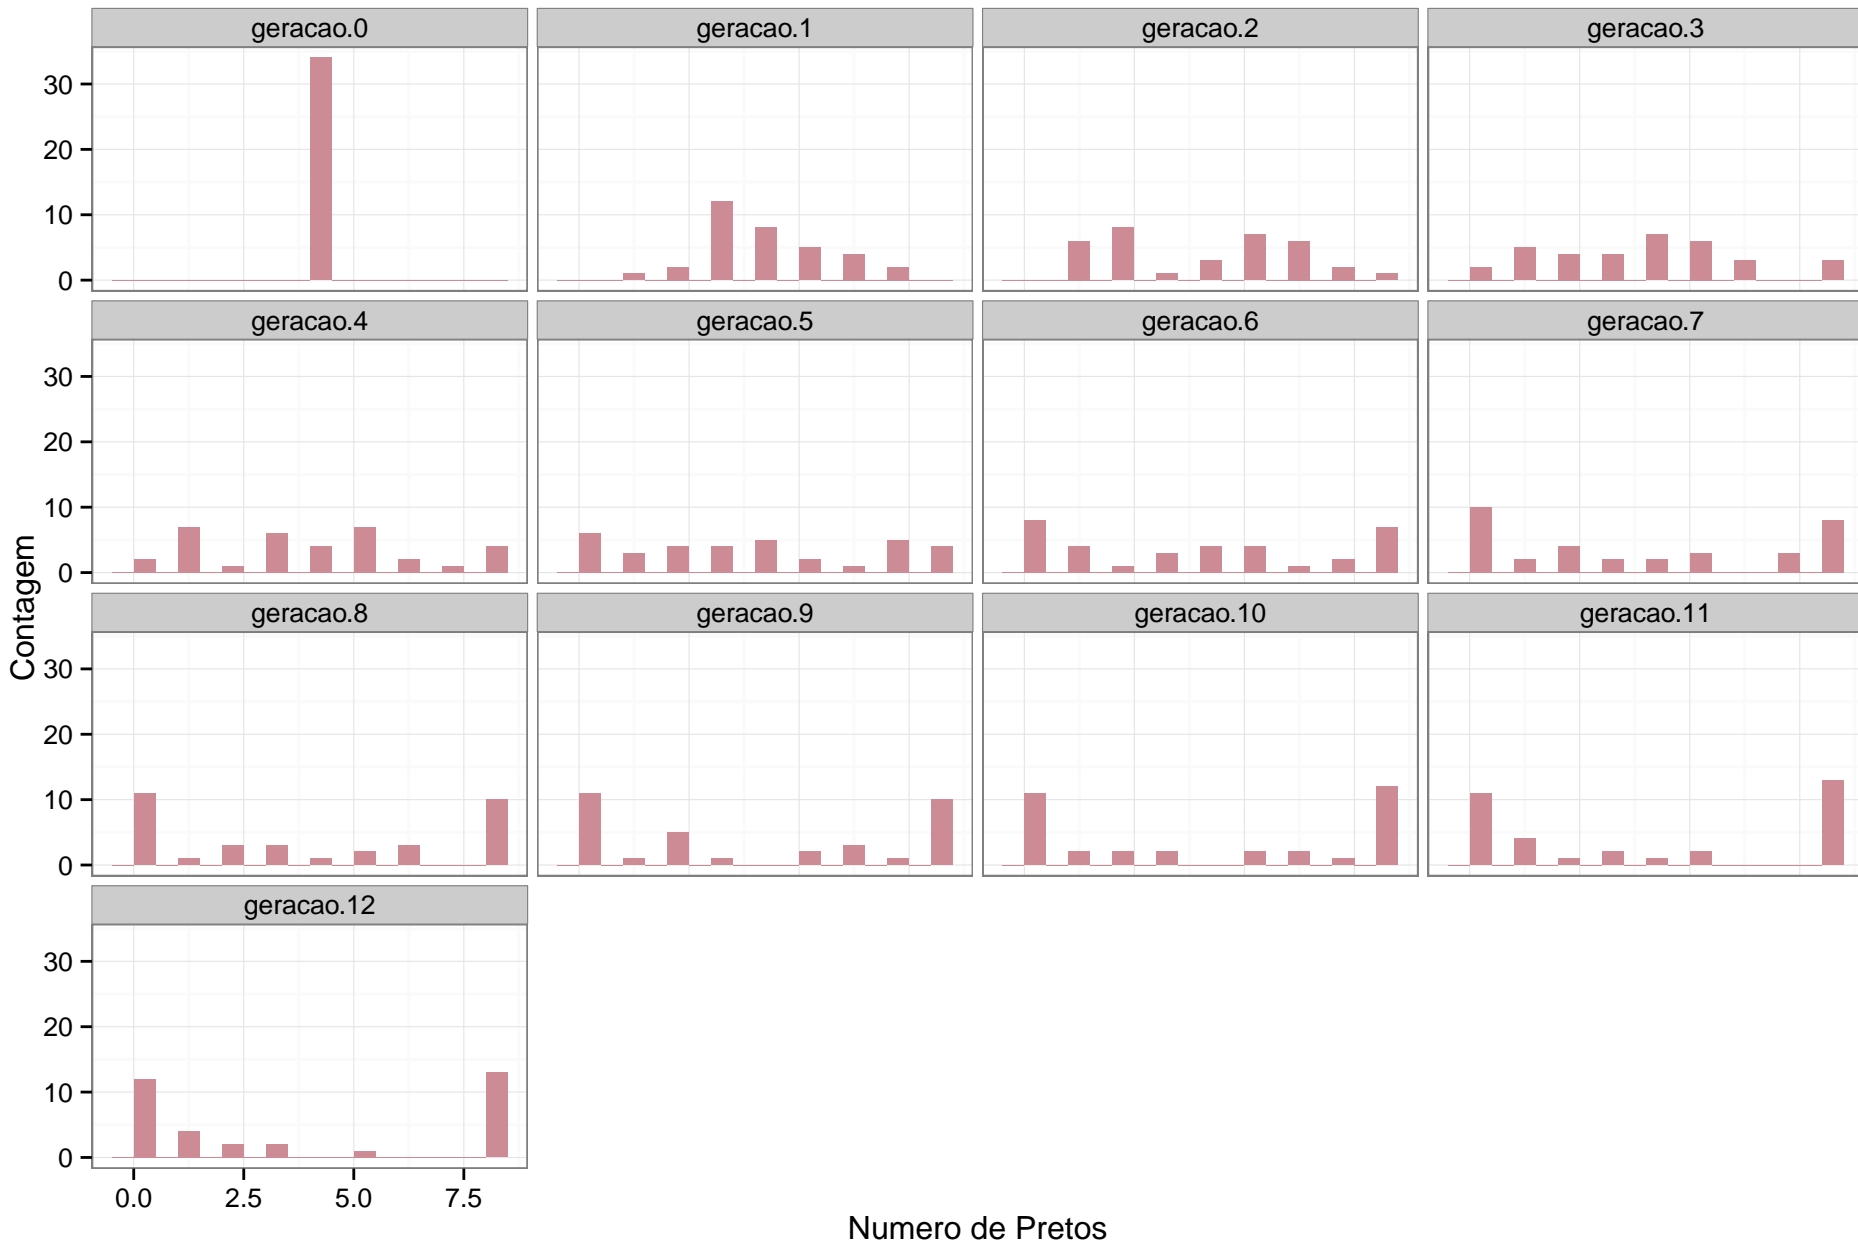 geracao.0 geracao.1 geracao.2 geracao.3
30
20
10
0
geracao.4 geracao.5 geracao.6 geracao.7
30
20
10
0
geracao.8 geracao.9 geracao.10 geracao.11
30
20
10
0
geracao.12
30
20
10
0
0.0 2.5 5.0 7.5
Contagem
Numero de Pretos